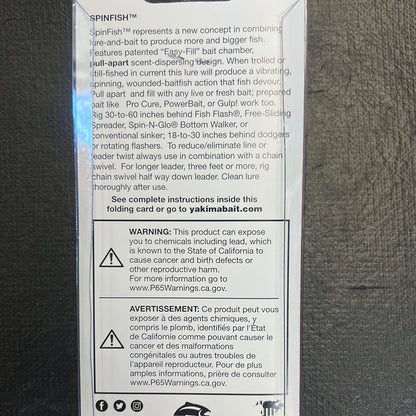 SPINFISH™
SpinFish™ represents a new concept in combining
lure-and-bait to produce more and bigger fish.
Features patented "Easy-Fill" bait chamber,
pull-apart scent-dispersing design. When trolled or
still-fished in current this lure will produce a vibrating,
spinning, wounded-baitfish action that fish devour.
Pull apart and fill with any live or fresh bait; prepared
bait like Pro Cure, PowerBait, or Gulp! work too.
Rig 30-to-60 inches behind Fish Flash®, Free-Sliding
Spreader, Spin-N-Glo® Bottom Walker, or
conventional sinker; 18-to-30 inches behind dodgers
or rotating flashers. To reduce/eliminate line or
leader twist always use in combination with a chain
swivel. For longer leader, three feet or more, rig
chain swivel half way down leader. Clean lure
thoroughly after use.
See complete instructions inside this
folding card or go to yakimabait.com
WARNING: This product can expose
you to chemicals including lead, which
is known to the State of California to
cause cancer and birth defects or
other reproductive harm.
For more information go to
www.P65Warnings.ca.gov.
AVERTISSEMENT: Ce produit peut vous
exposer à des agents chimiques, y
compris le plomb, identifiés par l'État
de Californie comme pouvant causer le
cancer et des malformations
congénitales ou autres troubles de
l'appareil reproducteur. Pour de plus
amples informations, prière de consulter
www.P65Warnings.ca.gov.